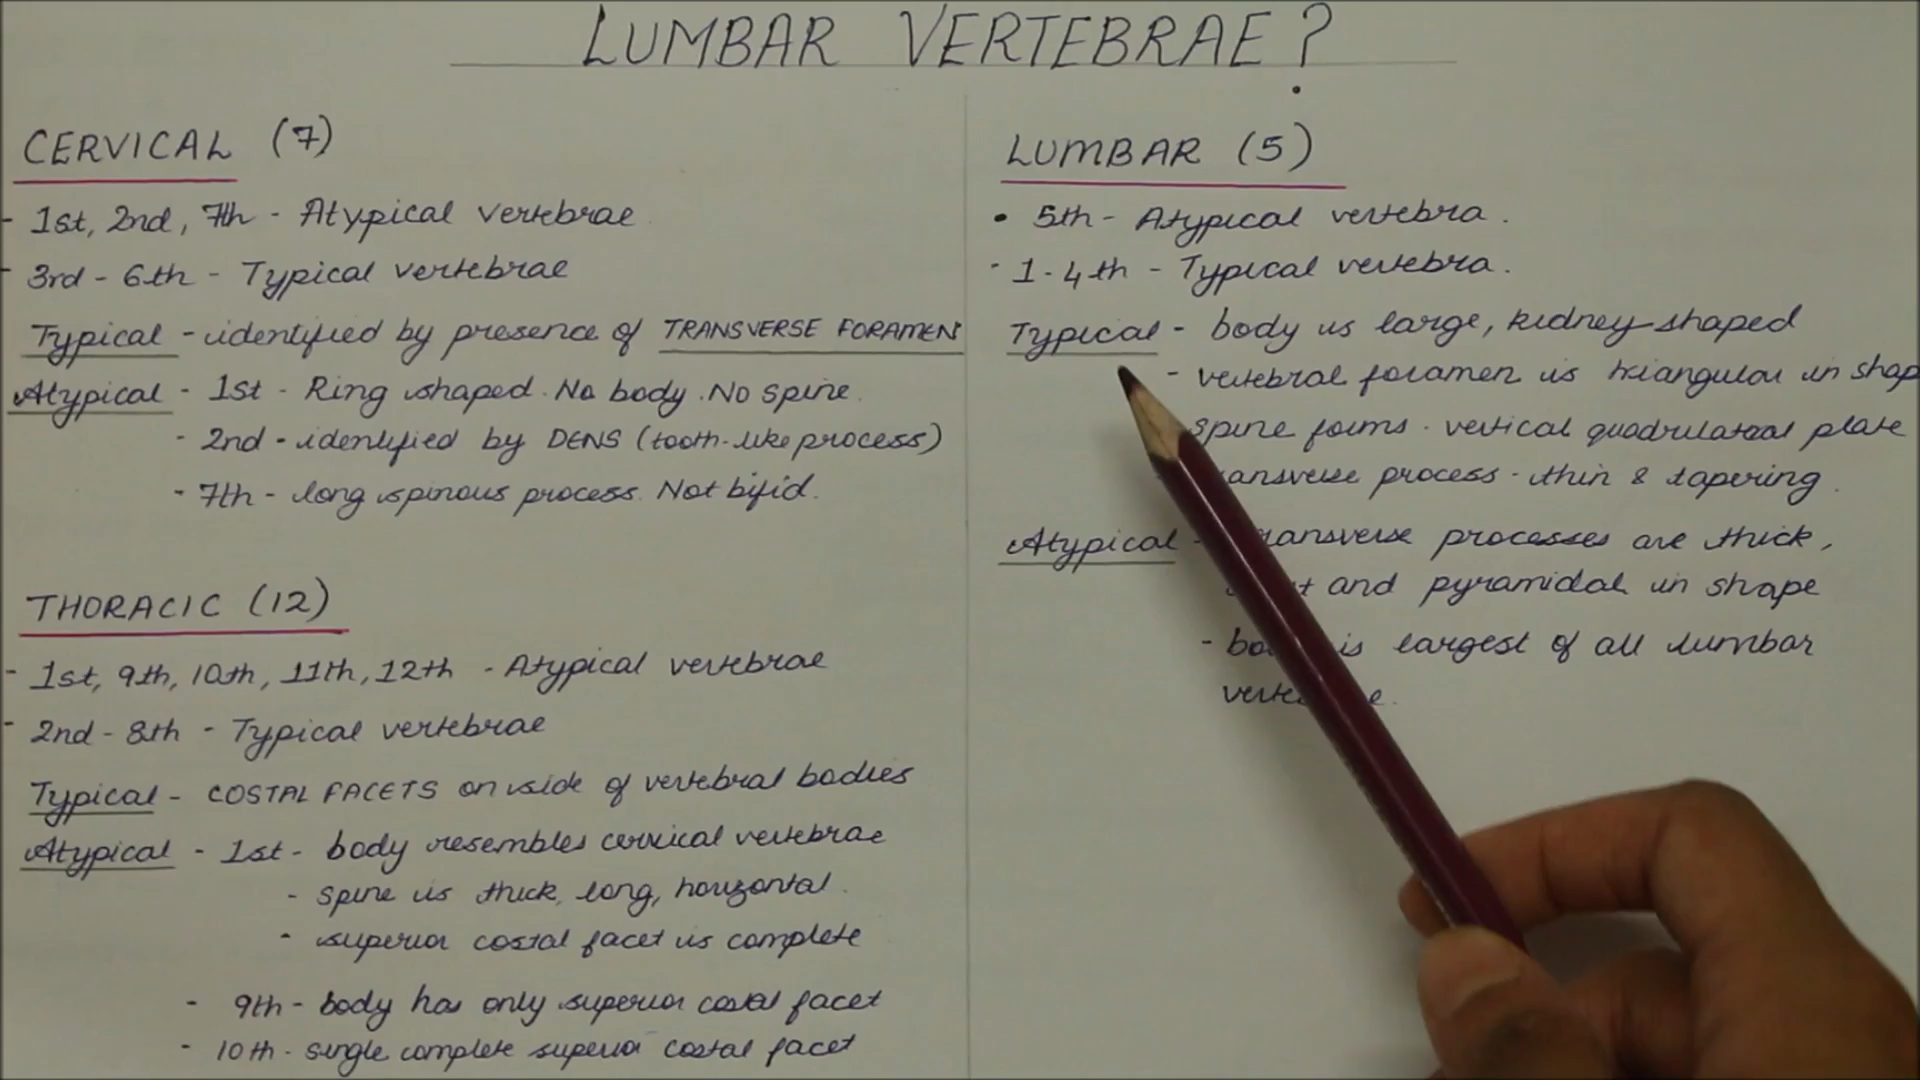 LUMBAR VERTEBRAE?
CERVICAL (7)
- 1st, 2nd, 7th - Atypical vertebrae
- 3rd - 6th - Typical vertebrae
Typical - identified by presence of TRANSVERSE FORAMEN
Atypical - 1st - Ring shaped. No body. No spine.
- 2nd - identified by DENS (tooth-like process)
- 7th - long spinous process. Not bifid.
THORACIC (12)
- 1st, 9th, 10th, 11th, 12th - Atypical vertebrae
- 2nd - 8th - Typical vertebrae
Typical - COSTAL FACETS on side of vertebral bodies
Atypical - 1st - body resembles cervical vertebrae
- spine is thick, long, horizontal.
- superior costal facet is complete
- 9th - body has only superior costal facet
- 10th - single complete superior costal facet
LUMBAR (5)
• 5th - Atypical vertebra.
- 1-4th - Typical vertebra.
Typical - body is large, kidney-shaped
- vertebral foramen is triangular in shap
spine forms - vertical quadrilateral plate
ansverse process - thin & tapering.
Atypical - ransverse processes are thick,
and pyramidal in shape
- is largest of all lumbar